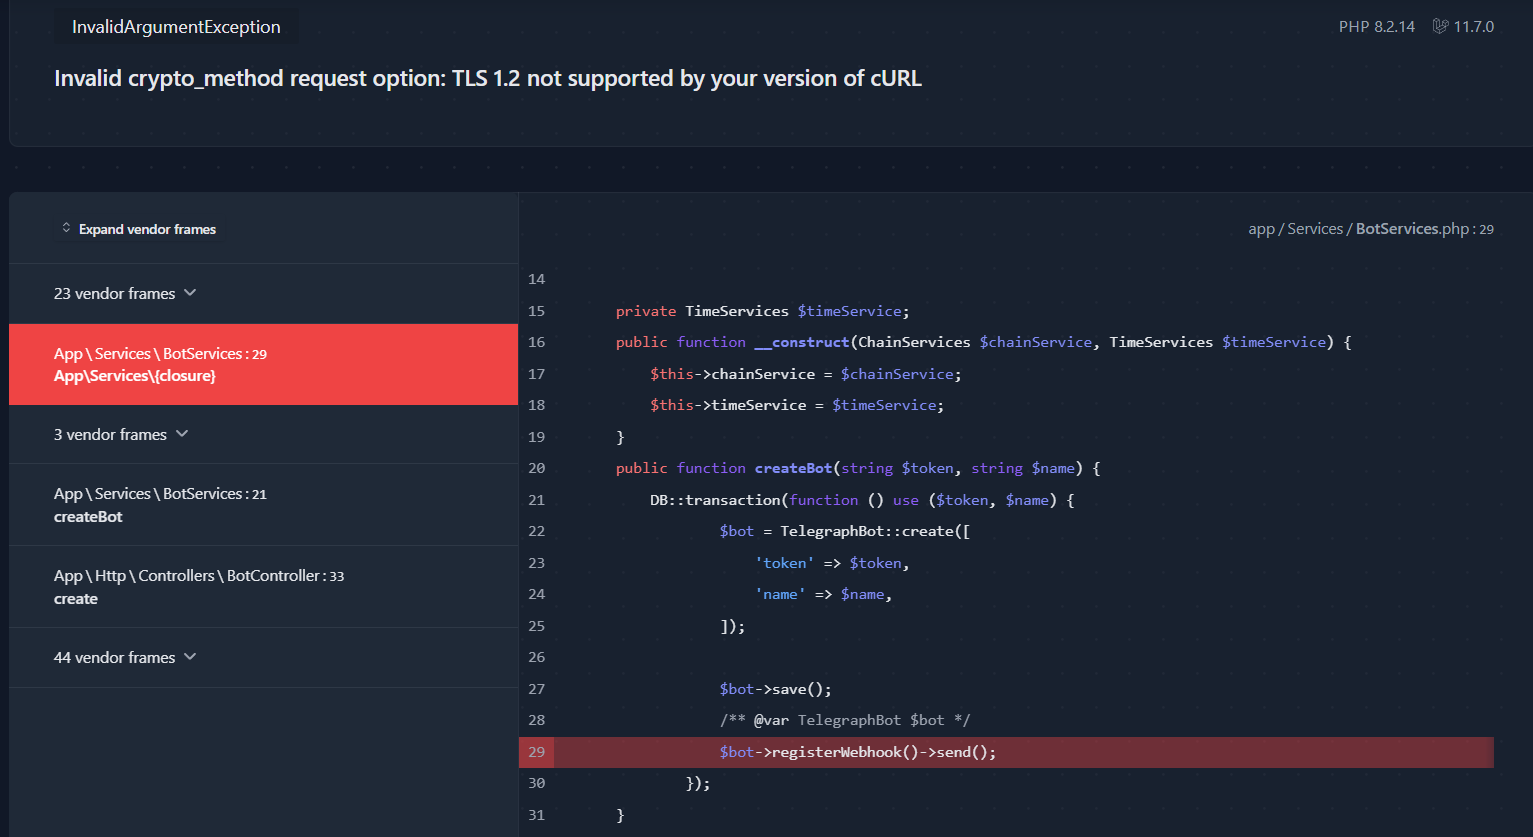 InvalidArgumentException
PHP 8.2.14 11.7.0
Invalid crypto_method request option: TLS 1.2 not supported by your version of cURL
Expand vendor frames
23 vendor frames
App\Services\BotServices:29
App\Services\{closure}
3 vendor frames
App\Services\BotServices:21
createBot
App\Http\Controllers\BotController:33
create
44 vendor frames
app/Services/BotServices.php:29
14
15 private TimeServices $timeService;
16 public function __construct(ChainServices $chainService, TimeServices $timeService) {
17 $this->chainService = $chainService;
18 $this->timeService = $timeService;
19 }
20 public function createBot(string $token, string $name) {
21 DB::transaction(function () use ($token, $name) {
22 $bot = TelegraphBot::create([
23 'token' => $token,
24 'name' => $name,
25 ]);
26
27 $bot->save();
28 /** @var TelegraphBot $bot */
29 $bot->registerWebhook()->send();
30 });
31 }